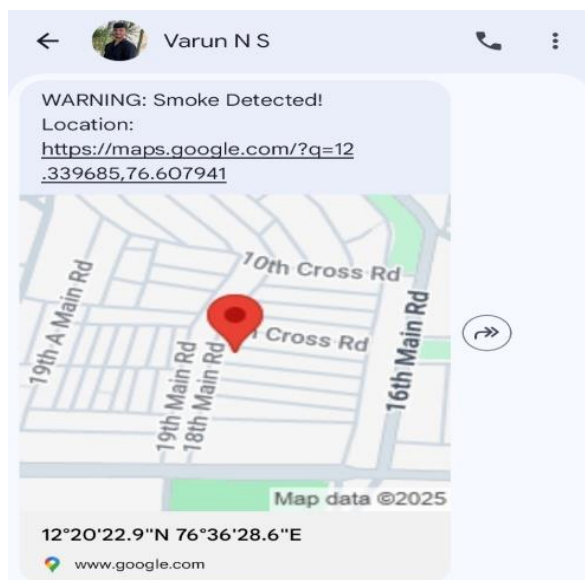 Varun N S
WARNING: Smoke Detected!
Location:
https://maps.google.com/?q=12
.339685,76.607941
10th Cross Rd
Cross Rd
19th A Main Rd
19th Main Rd
18th Main Rd
16th Main Rd
Map data ©2025
12°20'22.9"N 76°36'28.6"E
www.google.com